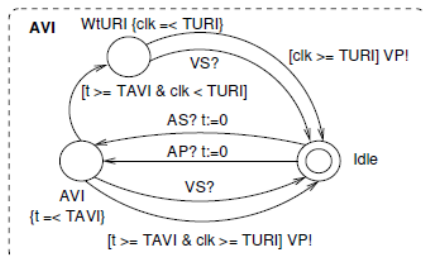 AVI
WtURI {clk =< TURI}
[clk >= TURI] VP!
VS?
[t >= TAVI & clk < TURI]
AS? t:=0
AP? t:=0
Idle
AVI
{t =< TAVI}
VS?
[t >= TAVI & clk >= TURI] VP!